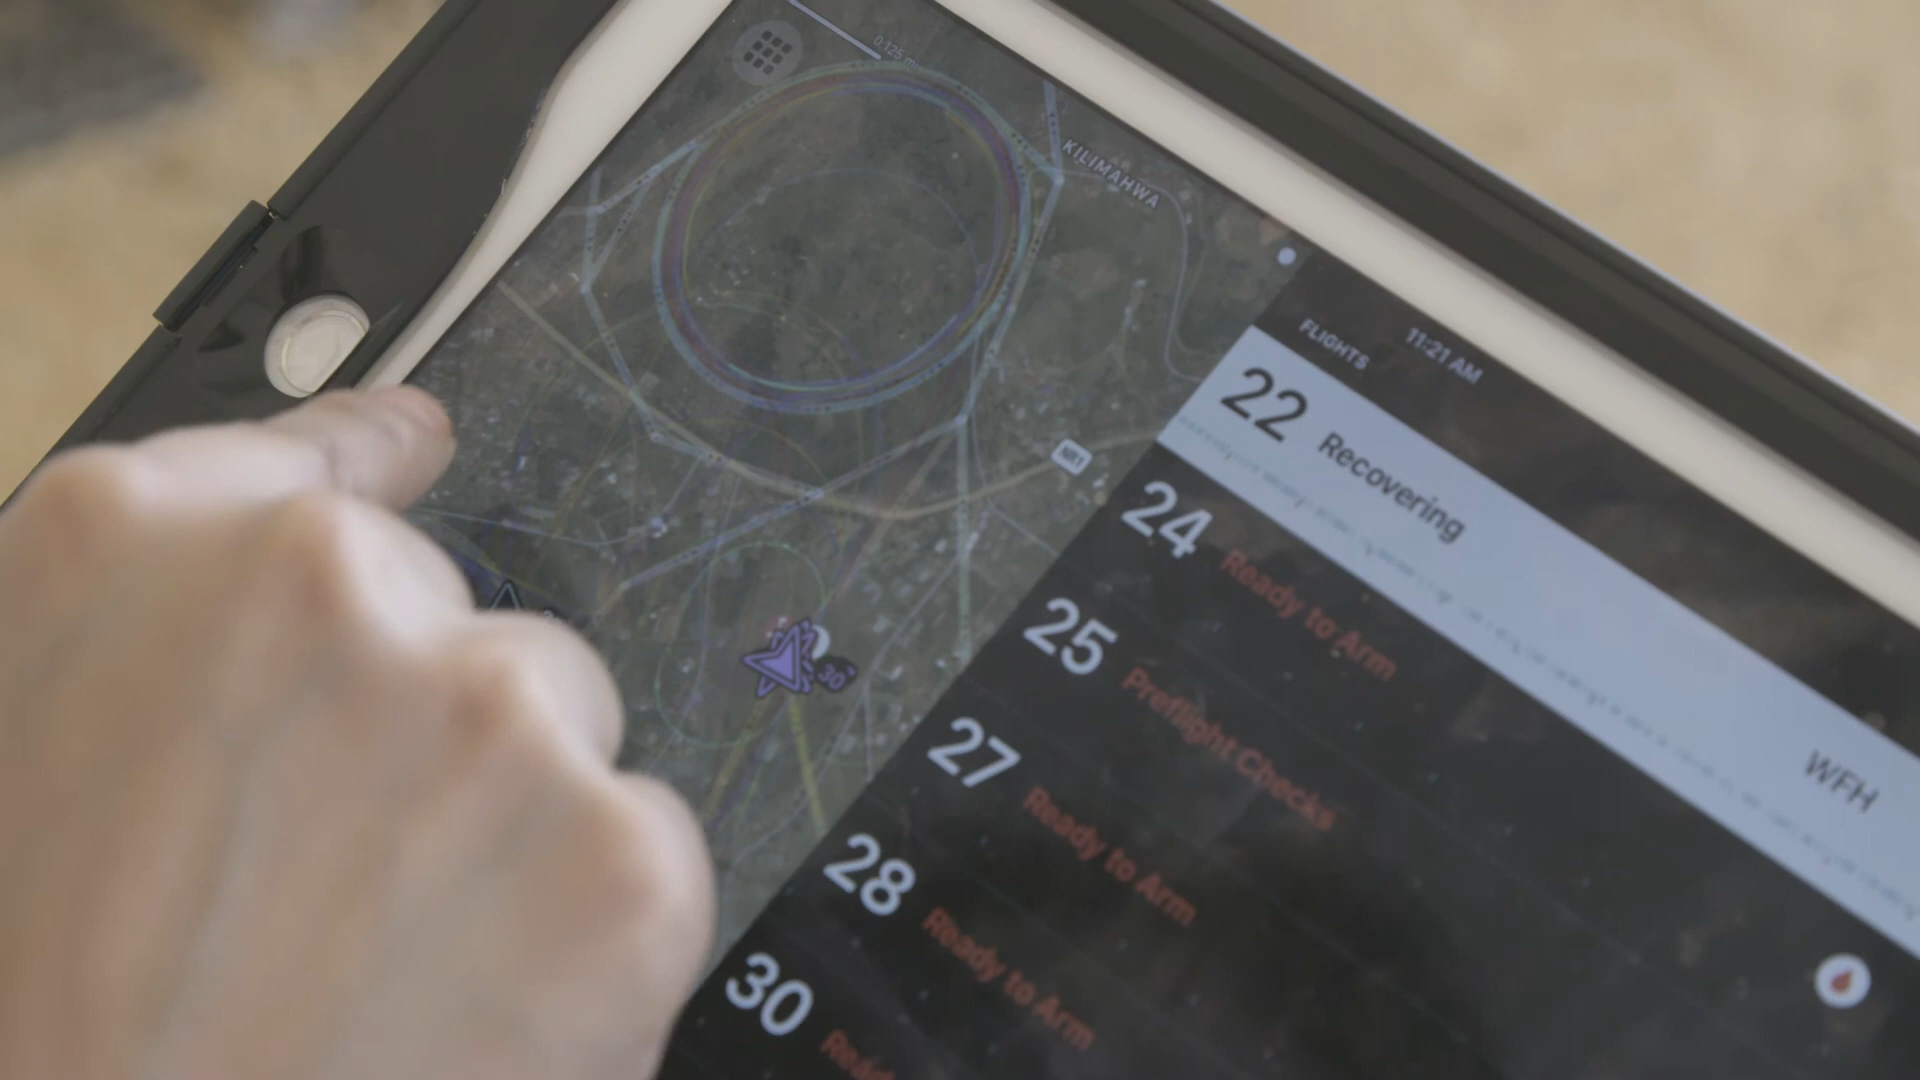 0.125 m
KILIMAHWA
NR1
30
FLIGHTS
11:21 AM
22 Recovering
WFH
24 Ready to Arm
25 Preflight Checks
27 Ready to Arm
28 Ready to Arm
30